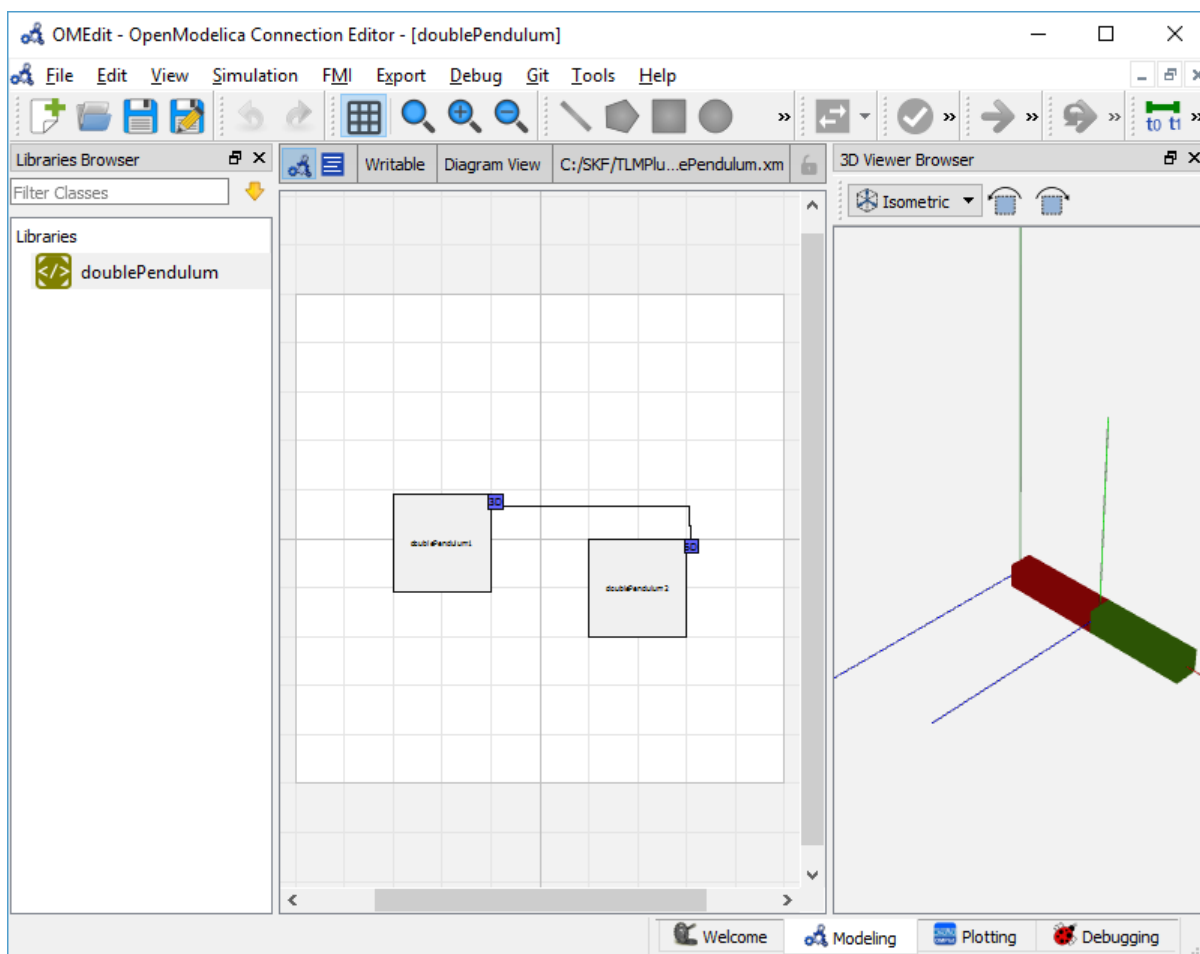 OMEdit - OpenModelica Connection Editor - [doublePendulum]
File Edit View Simulation FMI Export Debug Git Tools Help
» » » » t0 t1 »
Libraries Browser
Writable Diagram View C:/SKF/TLMPlu...ePendulum.xm
3D Viewer Browser
Filter Classes
Isometric
Libraries
</> doublePendulum
3D
doublePendulum1
3D
doublePendulum2
Welcome Modeling Plotting Debugging